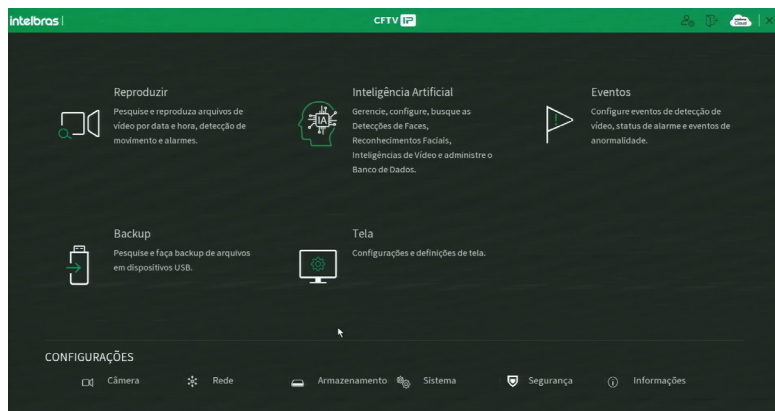 intelbras
CFTV IP
intelbras
Cloud
Reproduzir
Pesquise e reproduza arquivos de
vídeo por data e hora, detecção de
movimento e alarmes.
IA
Inteligência Artificial
Gerencie, configure, busque as
Detecções de Faces,
Reconhecimentos Faciais,
Inteligências de Vídeo e administre o
Banco de Dados.
Eventos
Configure eventos de detecção de
vídeo, status de alarme e eventos de
anormalidade.
Backup
Pesquise e faça backup de arquivos
em dispositivos USB.
Tela
Configurações e definições de tela.
CONFIGURAÇÕES
Câmera Rede Armazenamento Sistema Segurança Informações